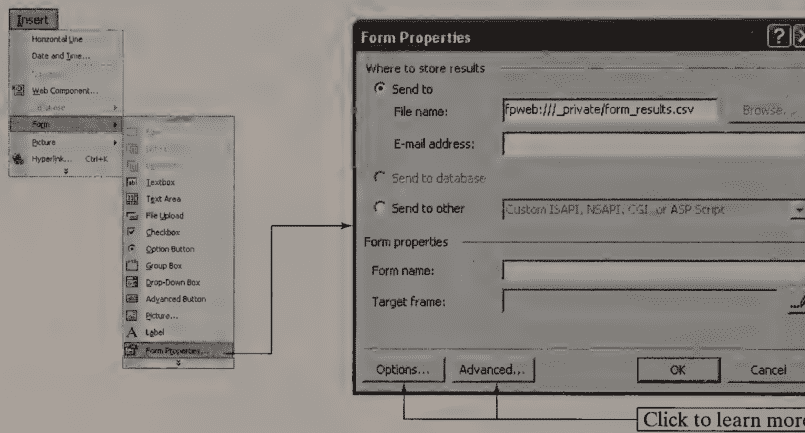 Insert
Horizontal Line
Date and Time...
Web Component...
Form
Picture
Hyperlink... Ctrl+K
Textbox
Text Area
File Upload
Checkbox
Option Button
Group Box
Drop-Down Box
Advanced Button
Picture...
Label
Form Properties...
Form Properties
Where to store results
Send to
File name: fpweb:///_private/form_results.csv Browse...
E-mail address:
Send to database
Send to other Custom ISAPI, NSAPI, CGI, or ASP Script
Form properties
Form name:
Target frame:
Options... Advanced... OK Cancel
Click to learn more